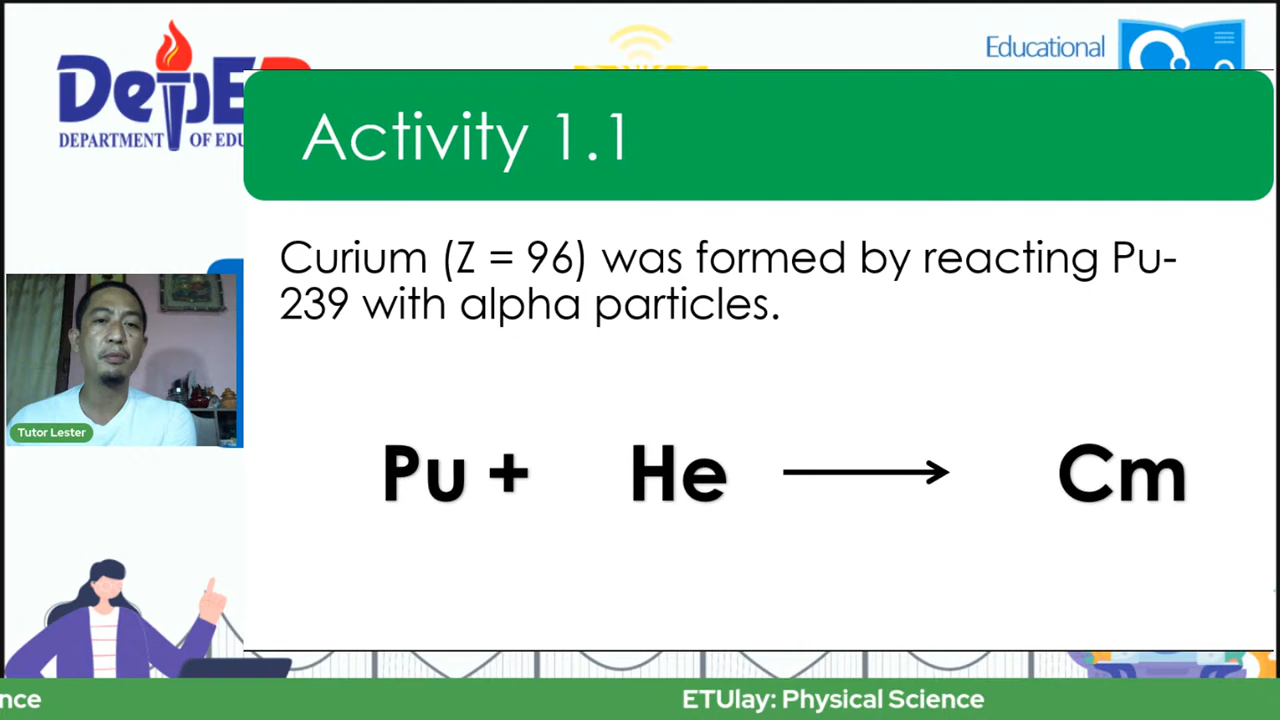 DepED
DEPARTMENT OF EDU
Educational
Activity 1.1
Curium (Z = 96) was formed by reacting Pu-
239 with alpha particles.
Pu + He Cm
Tutor Lester
nce
ETUlay: Physical Science